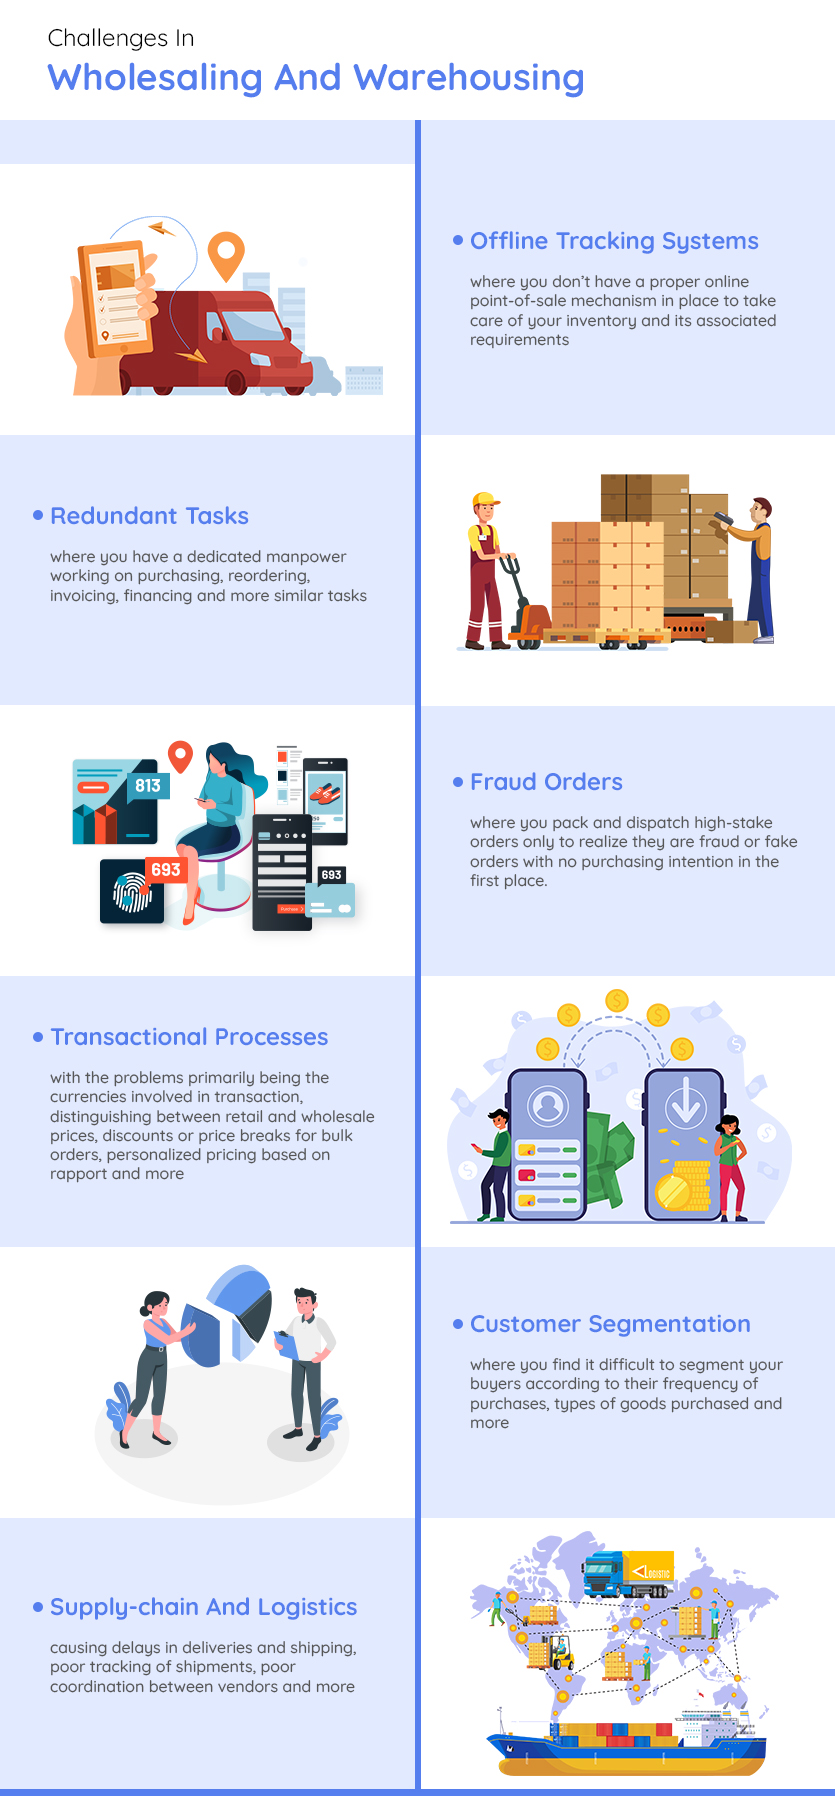 Challenges In
Wholesaling And Warehousing
Offline Tracking Systems
where you don't have a proper online
point-of-sale mechanism in place to take
care of your inventory and its associated
requirements
Redundant Tasks
where you have a dedicated manpower
working on purchasing, reordering,
invoicing, financing and more similar tasks
813
693
693
Purchase
Fraud Orders
where you pack and dispatch high-stake
orders only to realize they are fraud or fake
orders with no purchasing intention in the
first place.
Transactional Processes
with the problems primarily being the
currencies involved in transaction,
distinguishing between retail and wholesale
prices, discounts or price breaks for bulk
orders, personalized pricing based on
rapport and more
Customer Segmentation
where you find it difficult to segment your
buyers according to their frequency of
purchases, types of goods purchased and
more
Supply-chain And Logistics
causing delays in deliveries and shipping,
poor tracking of shipments, poor
coordination between vendors and more
LOGISTIC